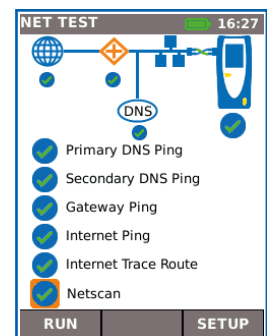 NET TEST 16:27
DNS
Primary DNS Ping
Secondary DNS Ping
Gateway Ping
Internet Ping
Internet Trace Route
Netscan
RUN SETUP